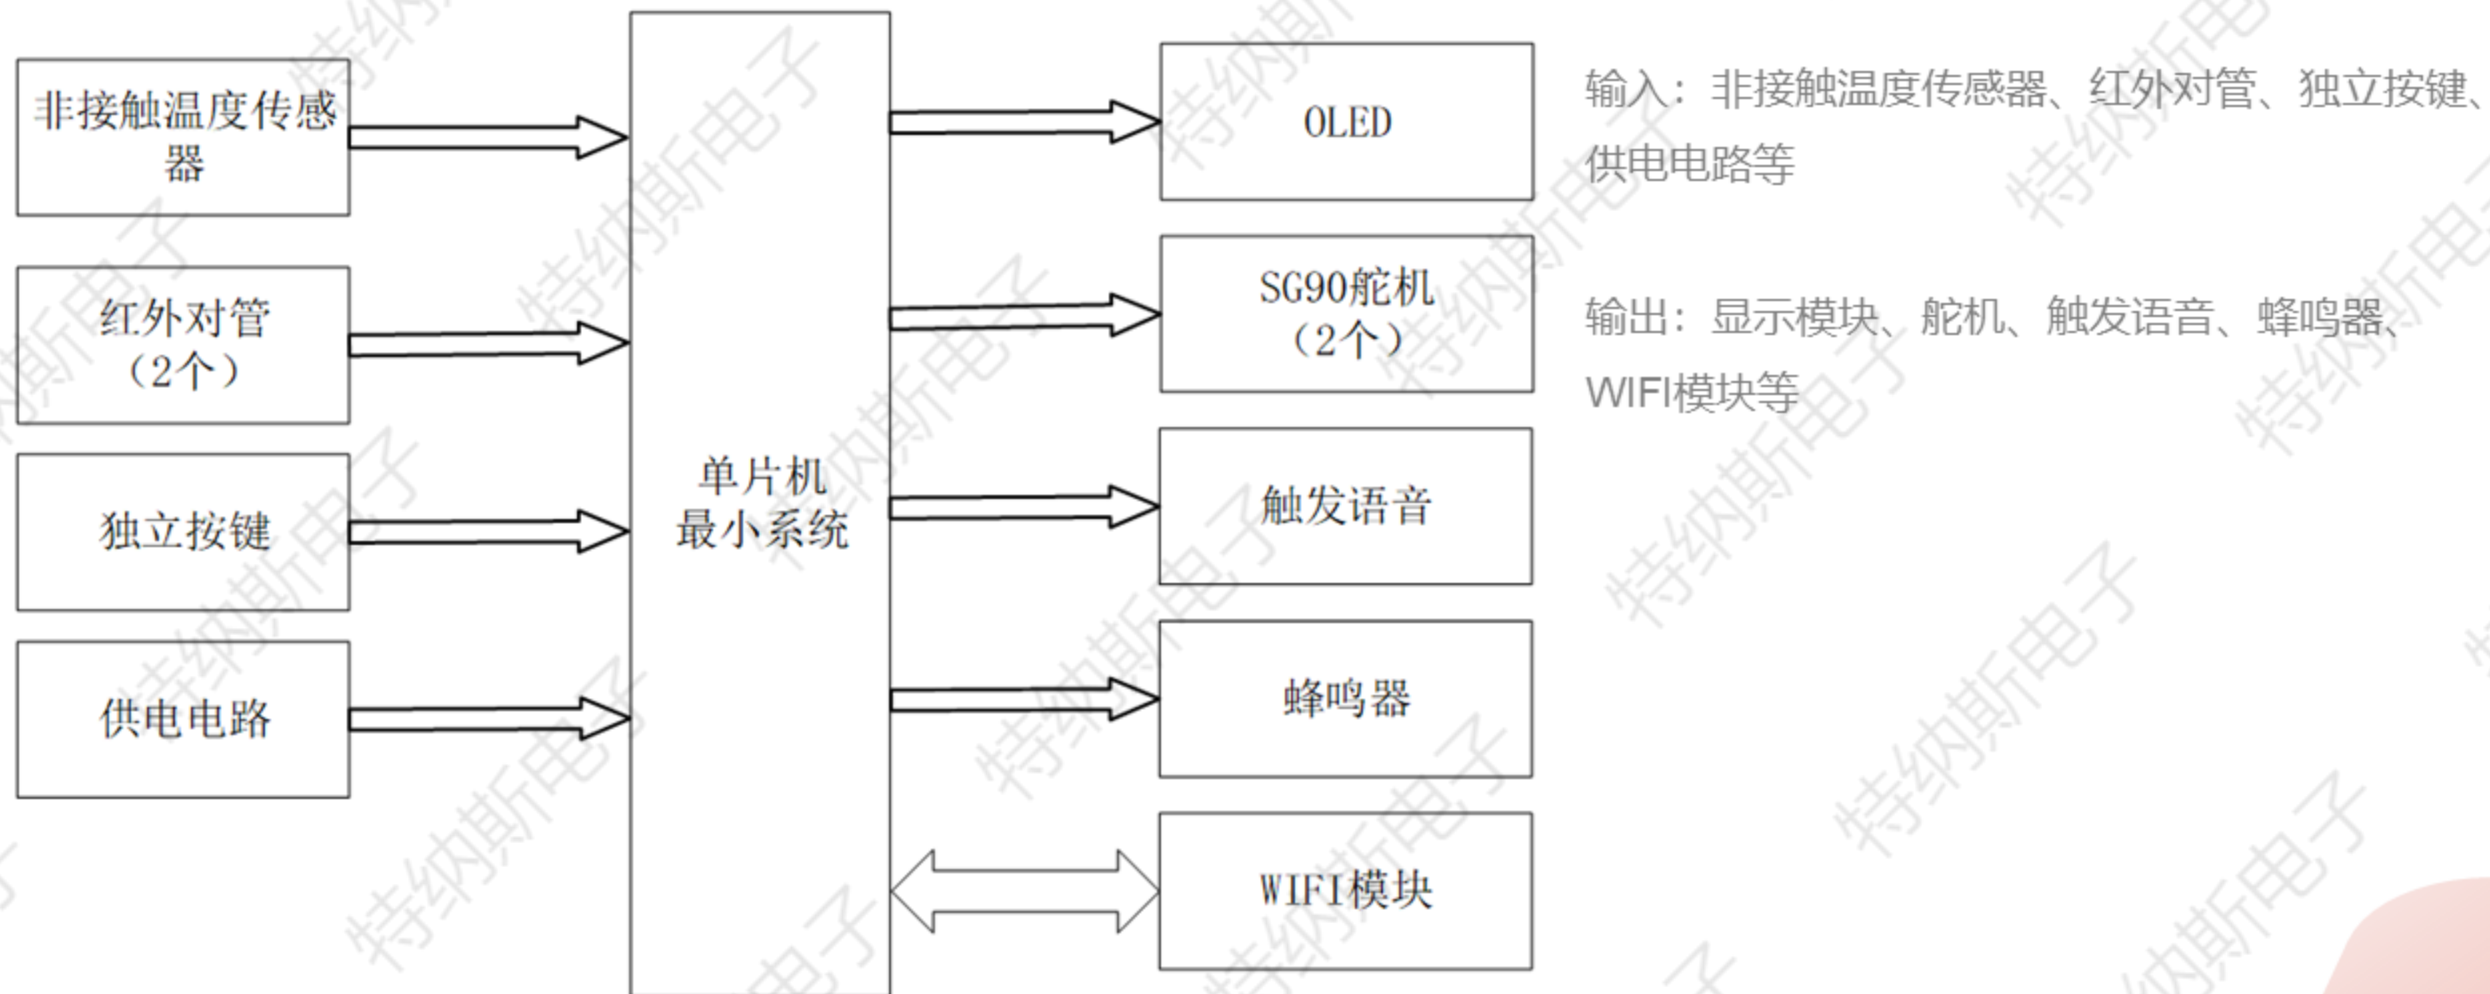 非接触温度传感
器
红外对管
（2个）
独立按键
供电电路
单片机
最小系统
OLED
SG90舵机
（2个）
触发语音
蜂鸣器
WIFI模块
输入：非接触温度传感器、红外对管、独立按键、
供电电路等
输出：显示模块、舵机、触发语音、蜂鸣器、
WIFI模块等
特纳斯电子